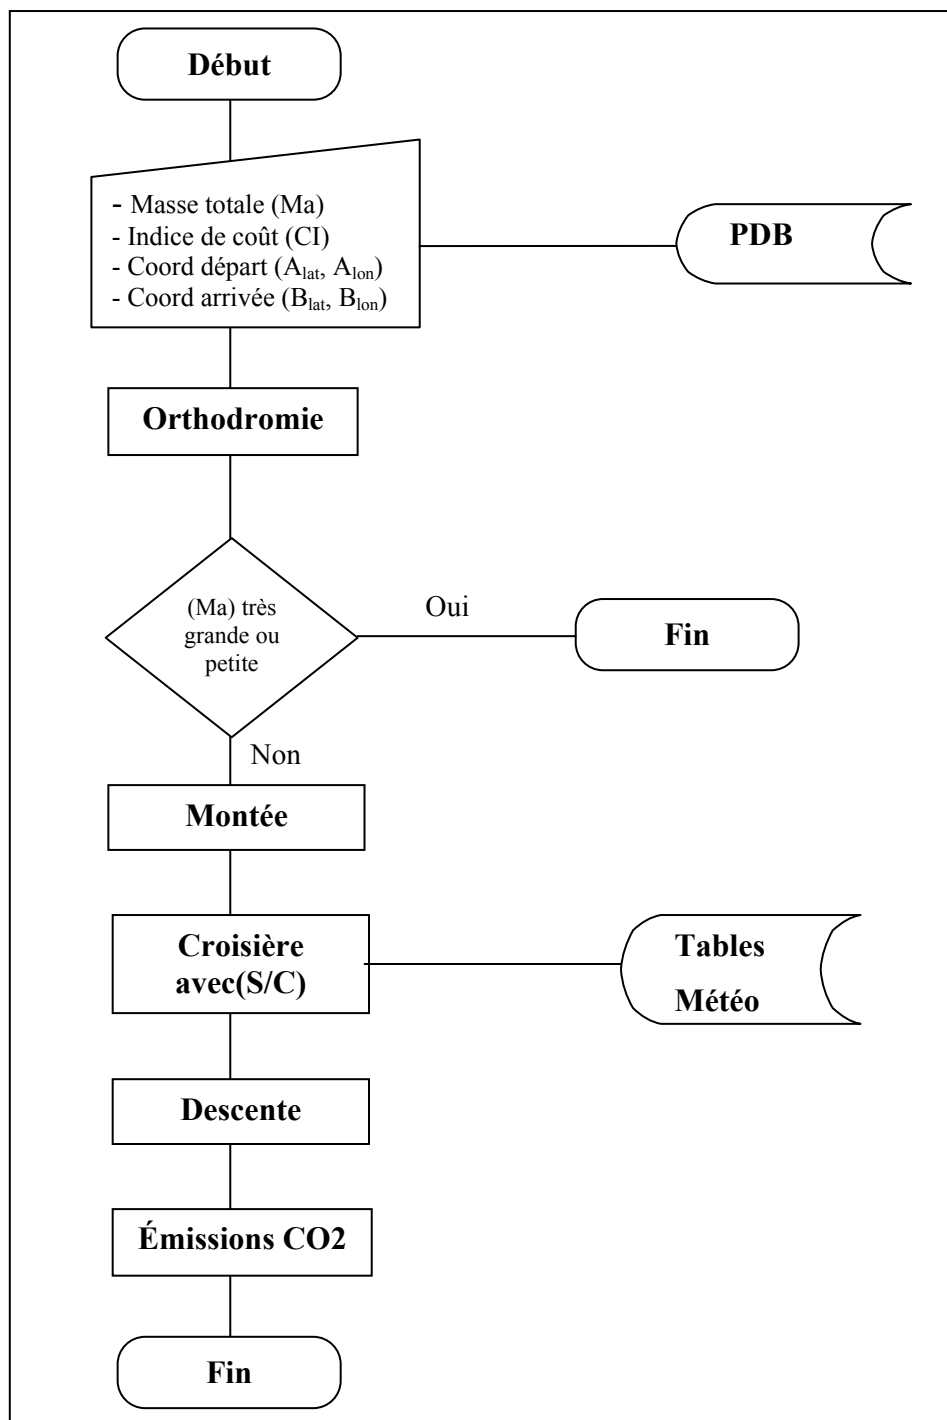 Début
- Masse totale (Ma)
- Indice de coût (CI)
- Coord départ (Alat, Alon)
- Coord arrivée (Blat, Blon)
PDB
Orthodromie
(Ma) très
grande ou
petite
Oui
Fin
Non
Montée
Croisière
avec(S/C)
Tables
Météo
Descente
Émissions CO2
Fin